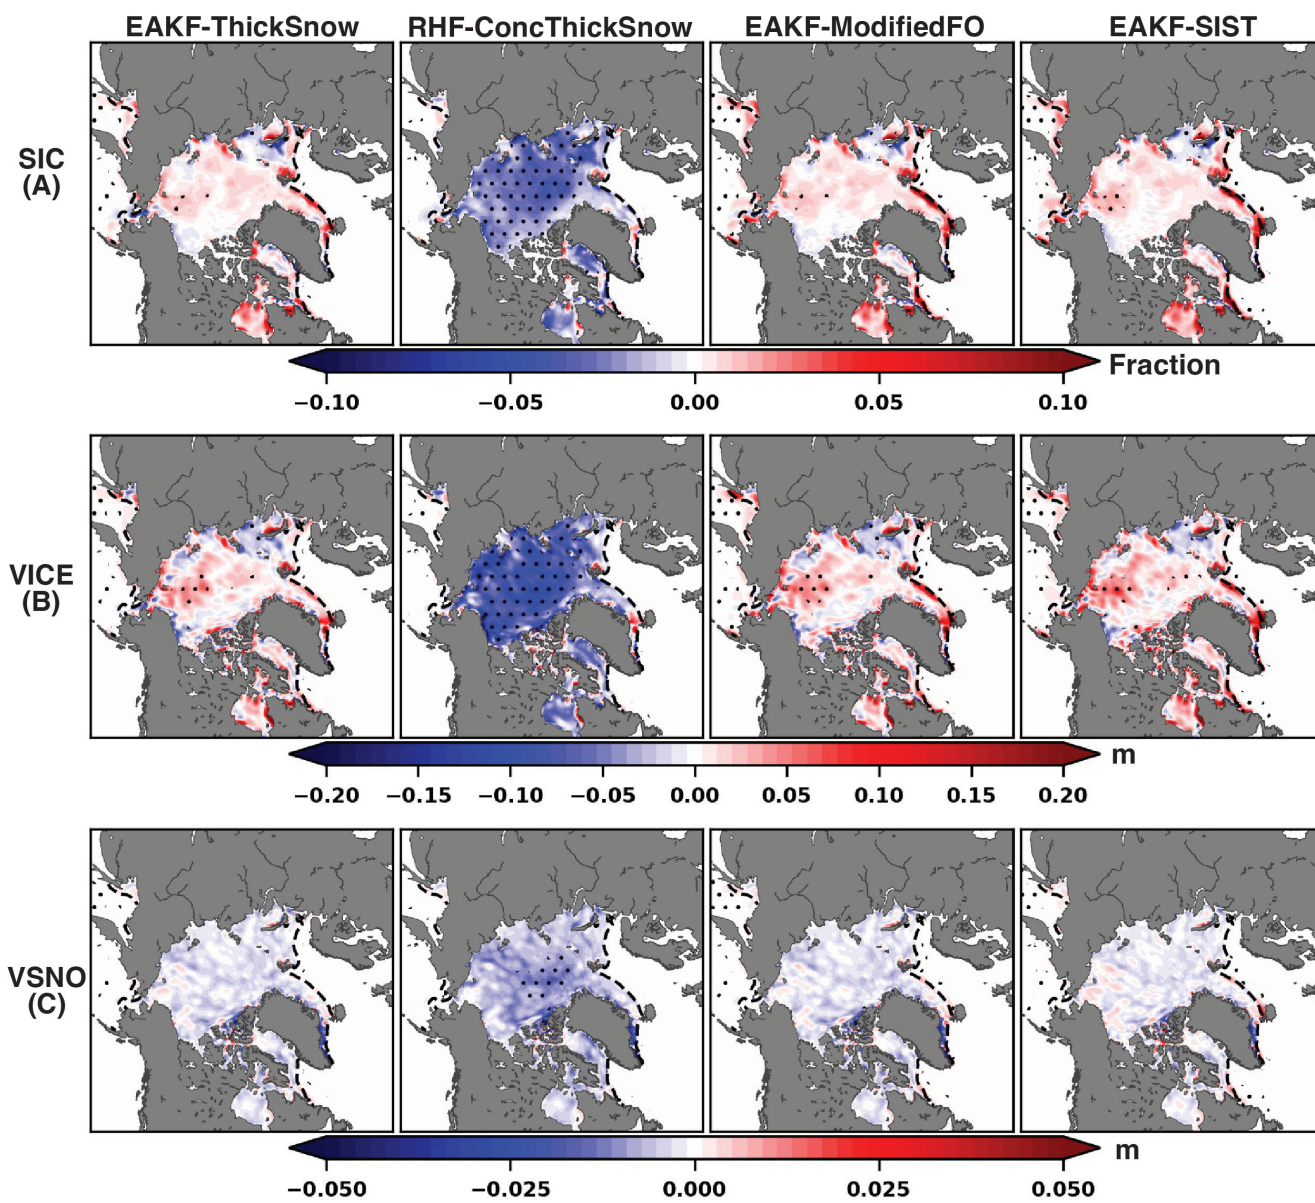 EAKF-ThickSnow RHF-ConcThickSnow EAKF-ModifiedFO EAKF-SIST
SIC
(A)
Fraction
−0.10 −0.05 0.00 0.05 0.10
VICE
(B)
m
−0.20 −0.15 −0.10 −0.05 0.00 0.05 0.10 0.15 0.20
VSNO
(C)
m
−0.050 −0.025 0.000 0.025 0.050